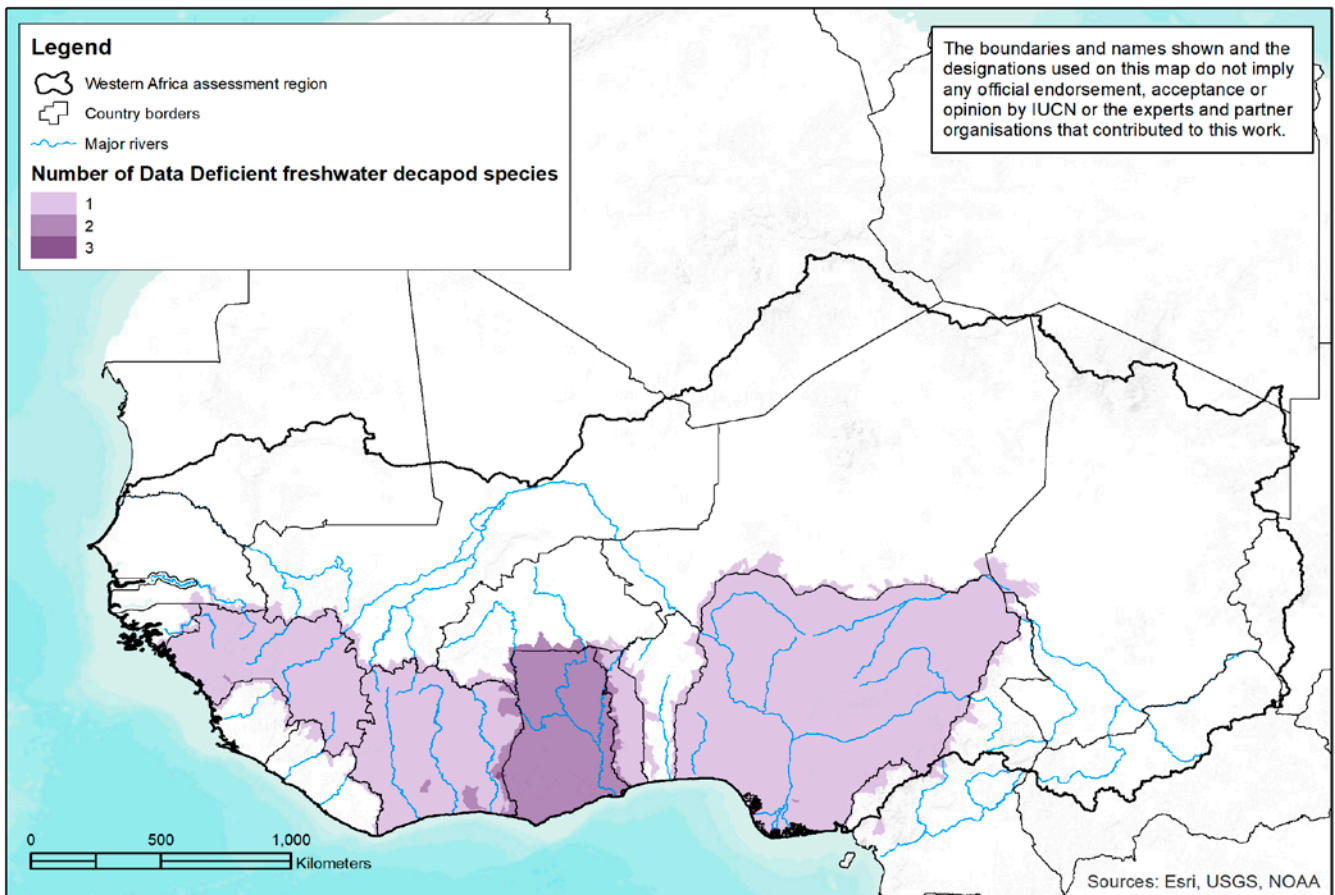 Legend
Western Africa assessment region
Country borders
Major rivers
Number of Data Deficient freshwater decapod species
1
2
3
The boundaries and names shown and the
designations used on this map do not imply
any official endorsement, acceptance or
opinion by IUCN or the experts and partner
organisations that contributed to this work.
0 500 1,000
Kilometers
Sources: Esri, USGS, NOAA